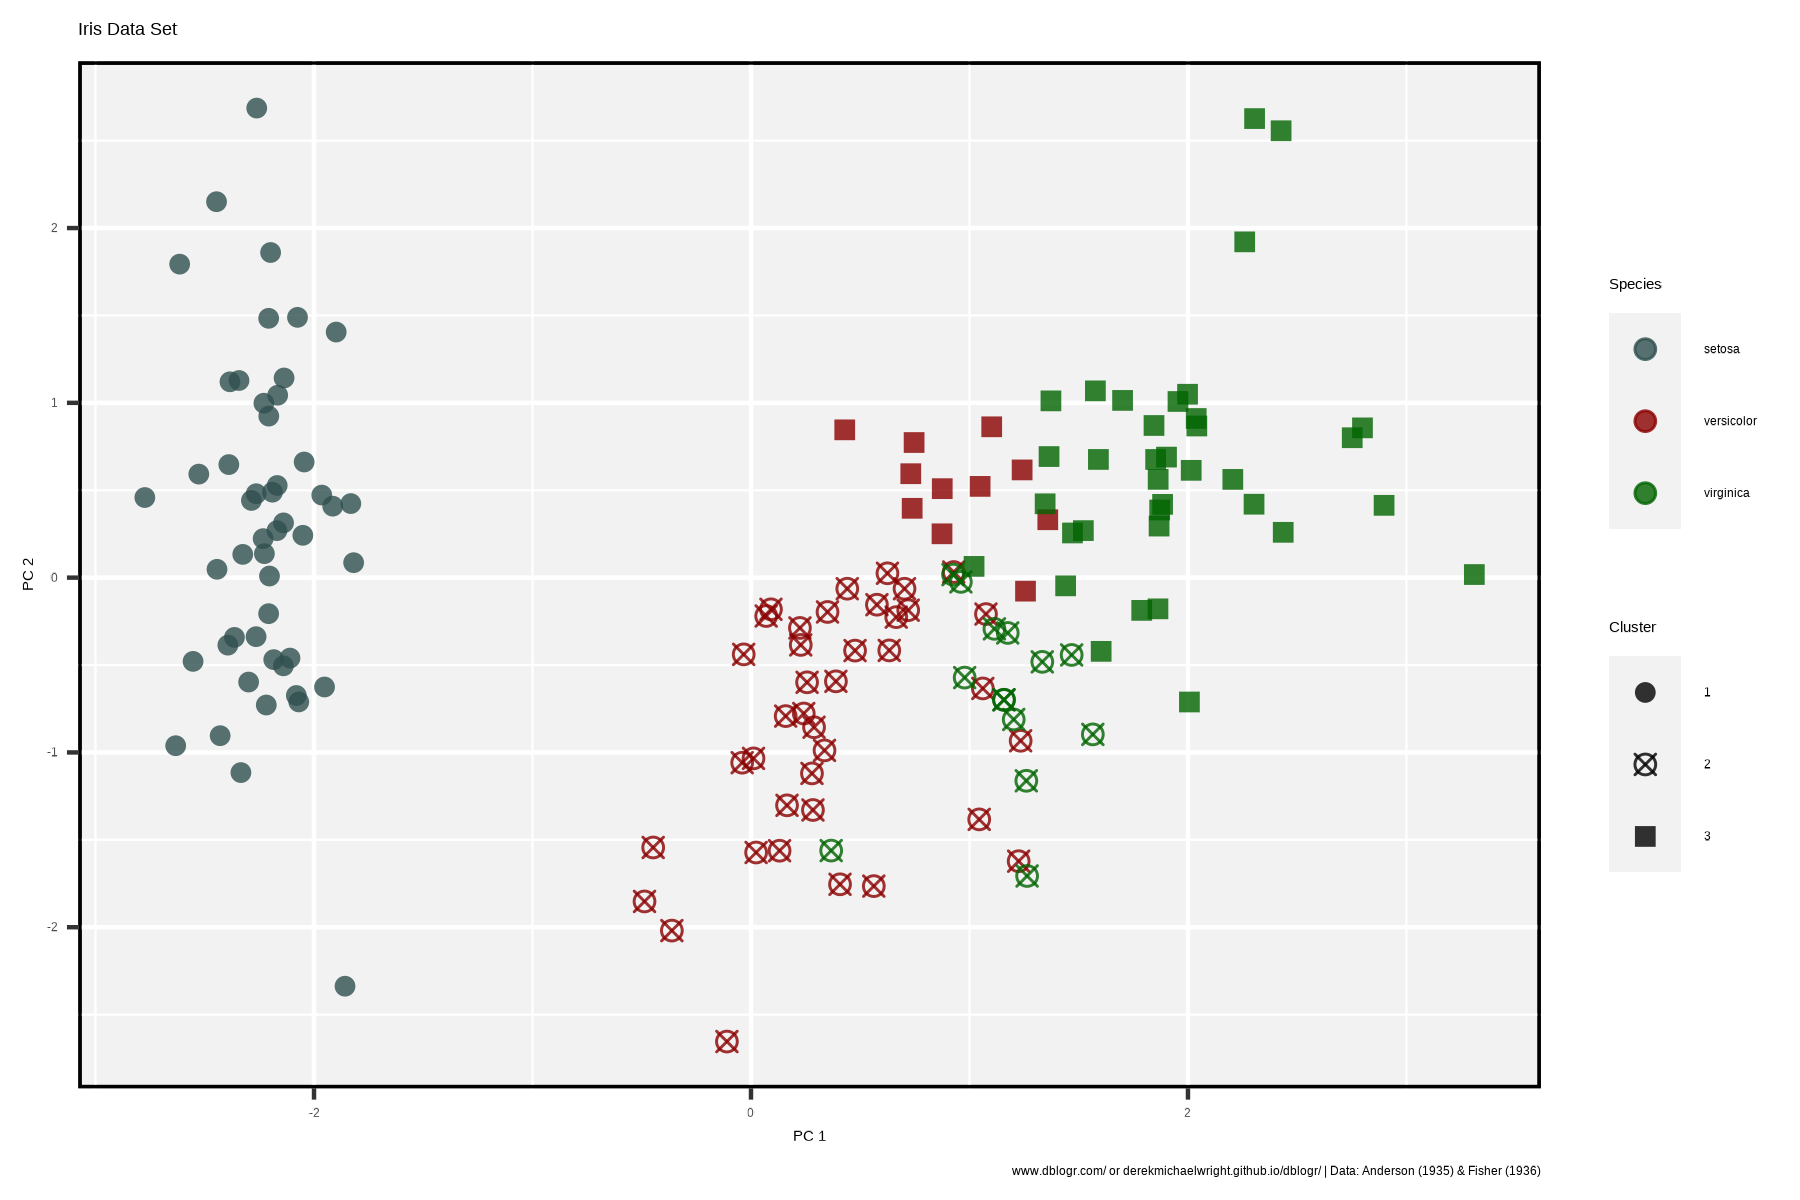 Iris Data Set
PC 2
2
1
0
-1
-2
-2
0
2
PC 1
Species
setosa
versicolor
virginica
Cluster
1
2
3
www.dblogr.com/ or derekmichaelwright.github.io/dblogr/ | Data: Anderson (1935) & Fisher (1936)